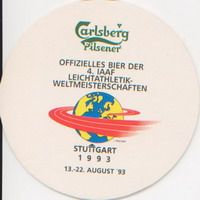 Carlsberg
Pilsener
OFFIZIELLES BIER DER
4. IAAF
LEICHTATHLETIK-
WELTMEISTERSCHAFTEN
STUTTGART
1993
13.-22. AUGUST '93